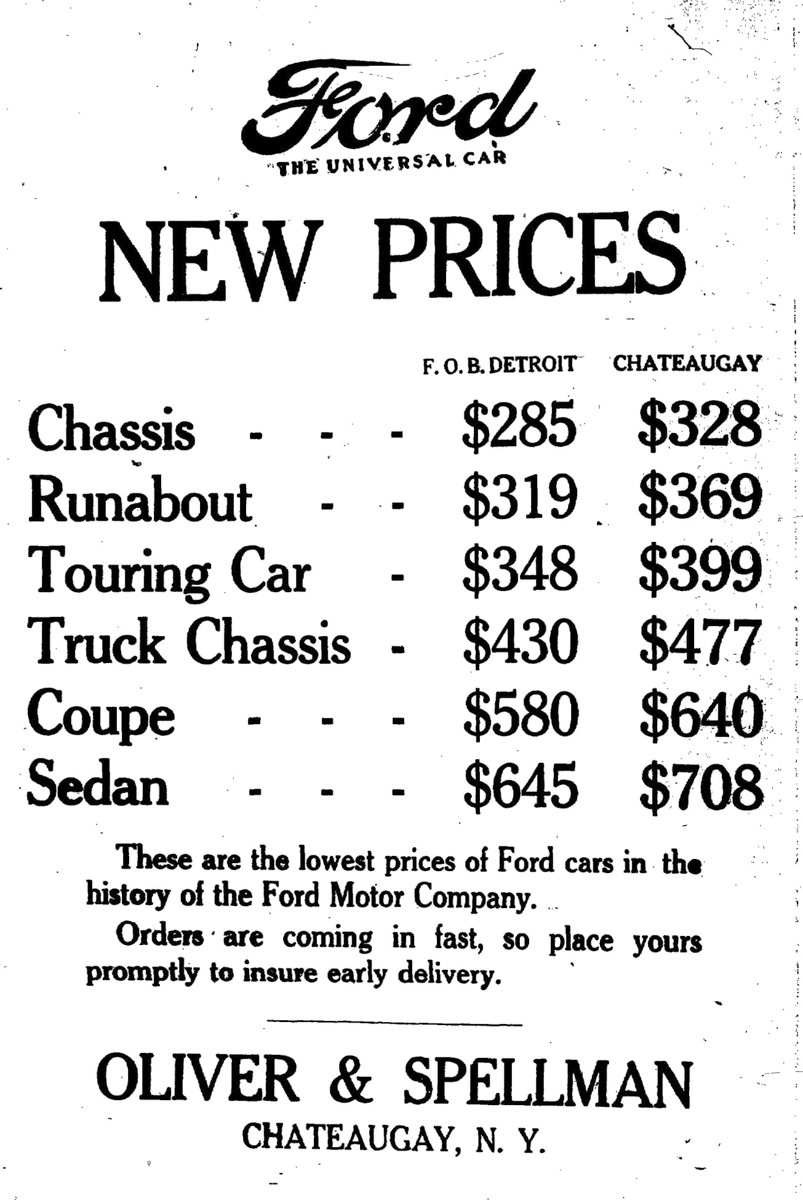 Ford
THE UNIVERSAL CAR
NEW PRICES
F. O. B. DETROIT CHATEAUGAY
Chassis - - - $285 $328
Runabout - - $319 $369
Touring Car - $348 $399
Truck Chassis - $430 $477
Coupe - - - $580 $640
Sedan - - - $645 $708
These are the lowest prices of Ford cars in the
history of the Ford Motor Company.
Orders are coming in fast, so place yours
promptly to insure early delivery.
OLIVER & SPELLMAN
CHATEAUGAY, N. Y.